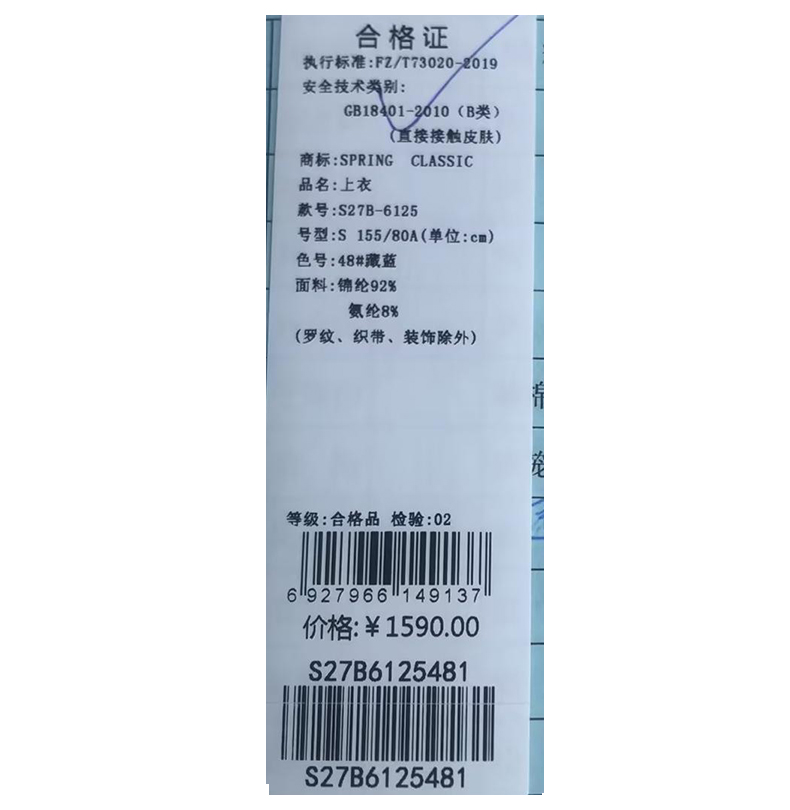 合格证
执行标准:FZ/T73020-2019
安全技术类别:
GB18401-2010(B类)
(直接接触皮肤)
商标:SPRING CLASSIC
品名:上衣
款号:S27B-6125
号型:S 155/80A(单位:cm)
色号:48#藏蓝
面料:锦纶92%
氨纶8%
(罗纹、织带、装饰除外)
等级:合格品 检验:02
6 927966 149137
价格:¥1590.00
S27B6125481
S27B6125481